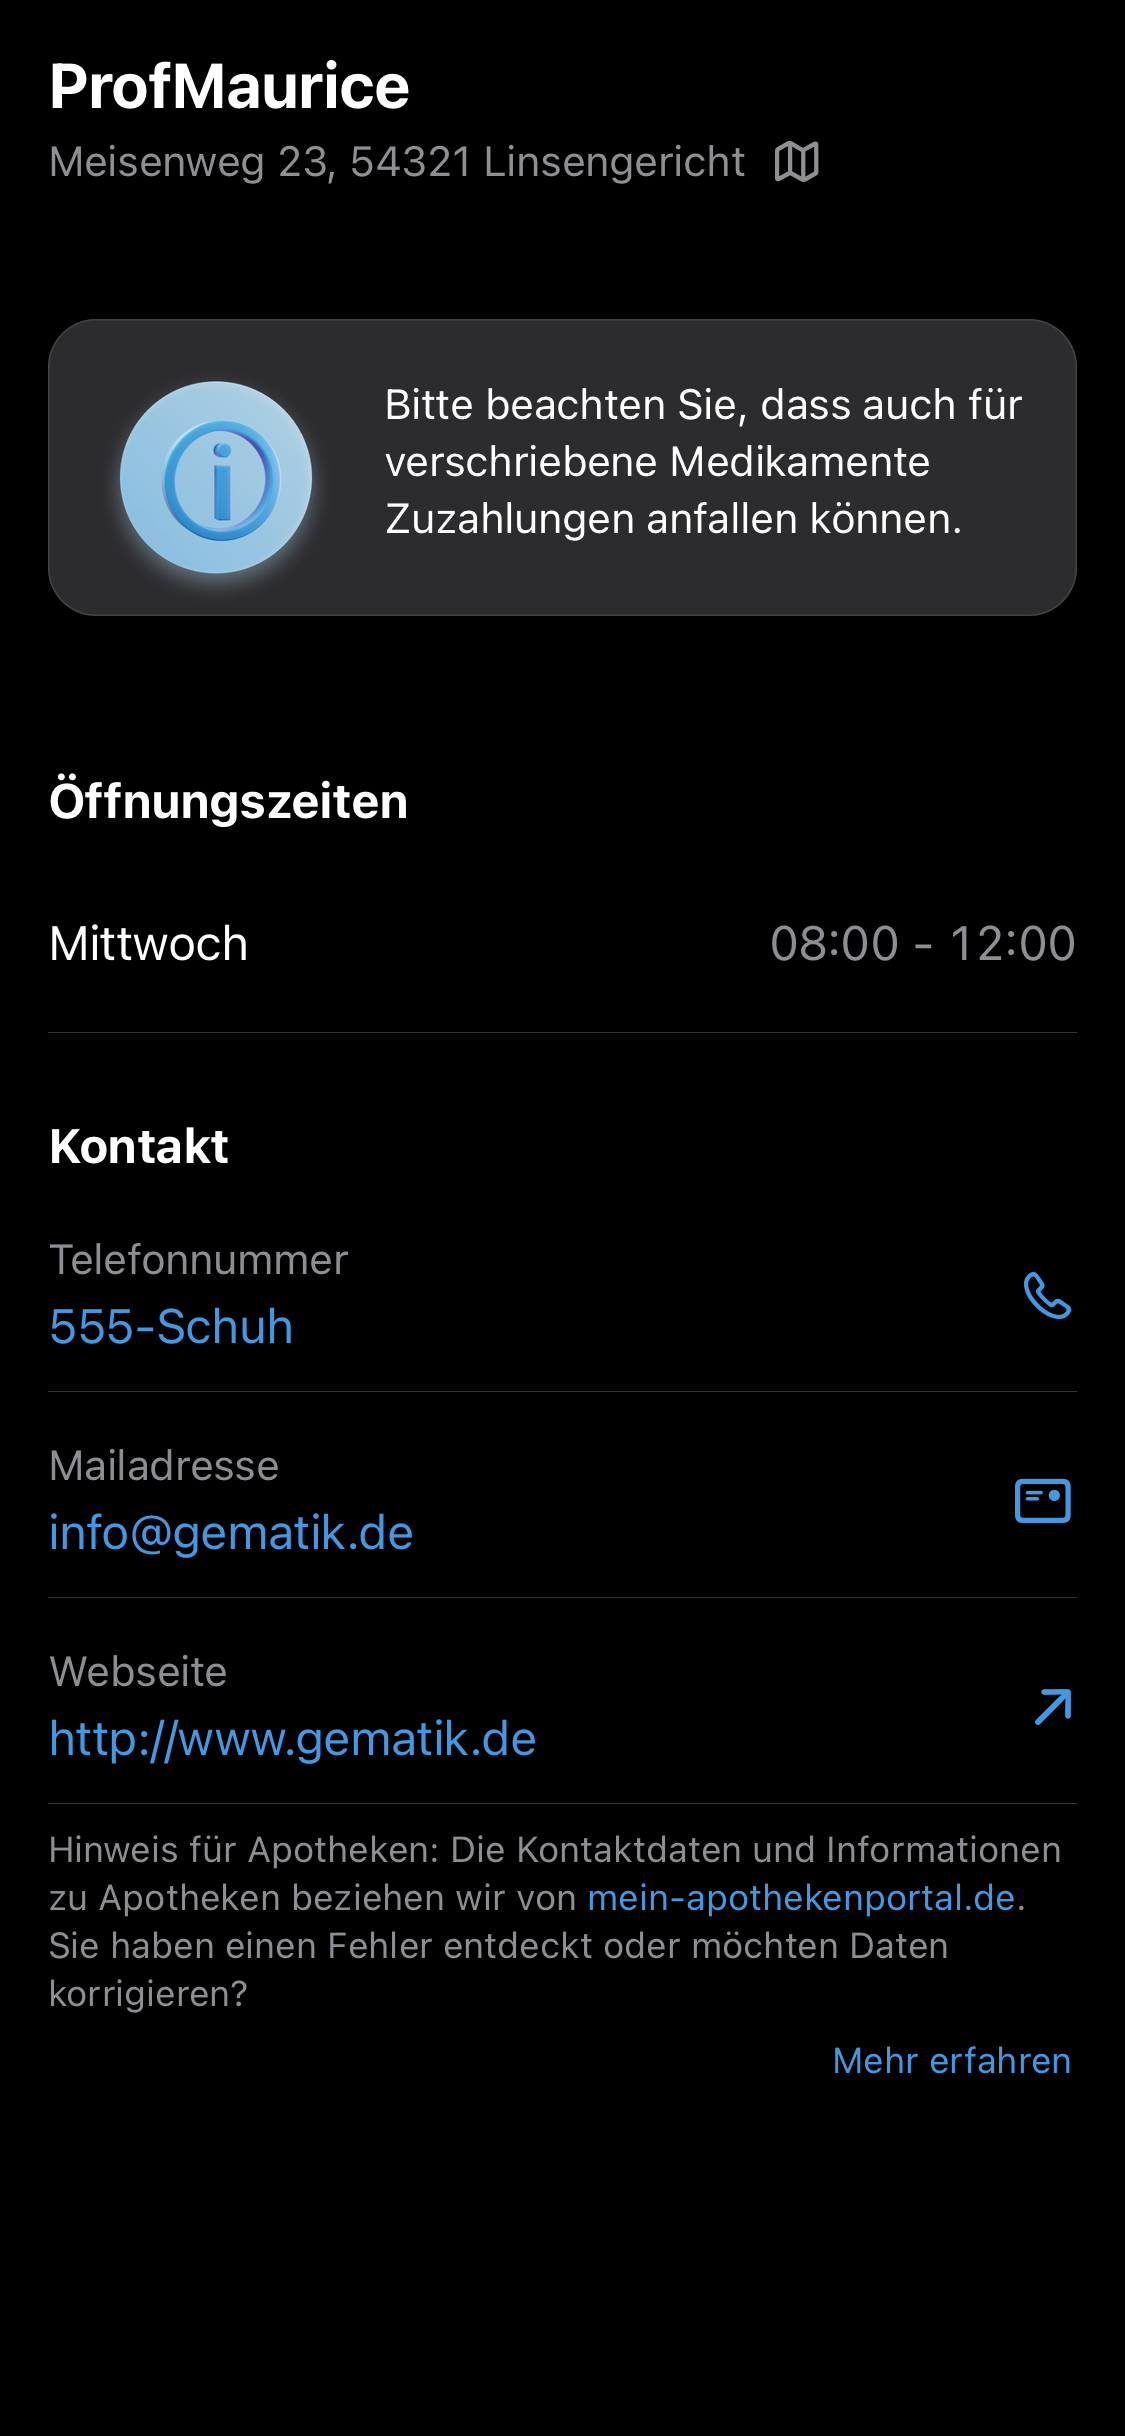 ProfMaurice
Meisenweg 23, 54321 Linsengericht
Bitte beachten Sie, dass auch für
verschriebene Medikamente
Zuzahlungen anfallen können.
Öffnungszeiten
Mittwoch 08:00 - 12:00
Kontakt
Telefonnummer
555-Schuh
Mailadresse
info@gematik.de
Webseite
http://www.gematik.de
Hinweis für Apotheken: Die Kontaktdaten und Informationen
zu Apotheken beziehen wir von mein-apothekenportal.de.
Sie haben einen Fehler entdeckt oder möchten Daten
korrigieren?
Mehr erfahren